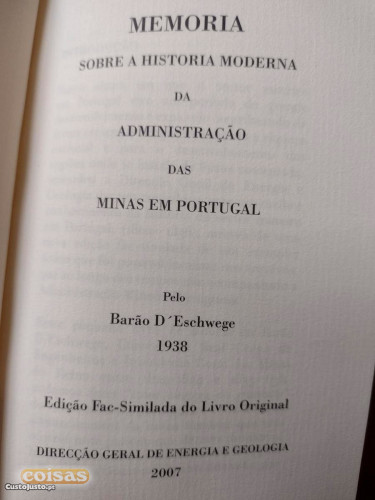 MEMORIA
SOBRE A HISTORIA MODERNA
DA
ADMINISTRAÇÃO
DAS
MINAS EM PORTUGAL
Pelo
Barão D´Eschwege
1938
Edição Fac-Similada do Livro Original
DIRECÇÃO GERAL DE ENERGIA E GEOLOGIA
2007
coisas
CustoJusto.pt